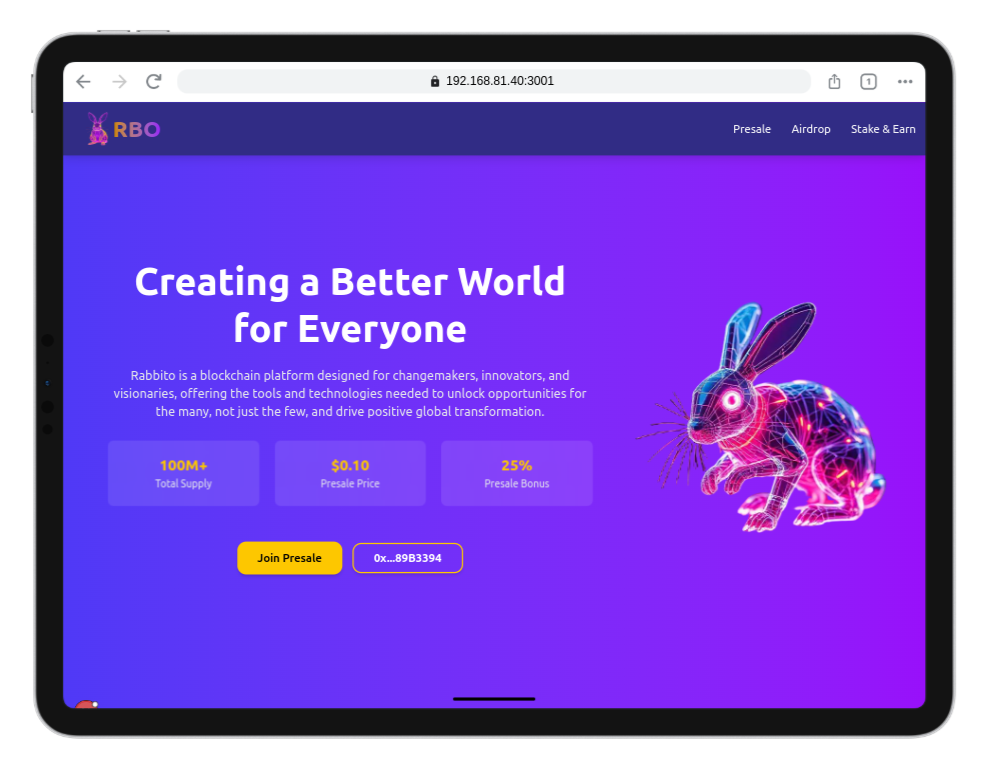 192.168.81.40:3001
1
RBO
Presale
Airdrop
Stake & Earn
Creating a Better World
for Everyone
Rabbito is a blockchain platform designed for changemakers, innovators, and
visionaries, offering the tools and technologies needed to unlock opportunities for
the many, not just the few, and drive positive global transformation.
100M+
Total Supply
$0.10
Presale Price
25%
Presale Bonus
Join Presale
0x...89B3394